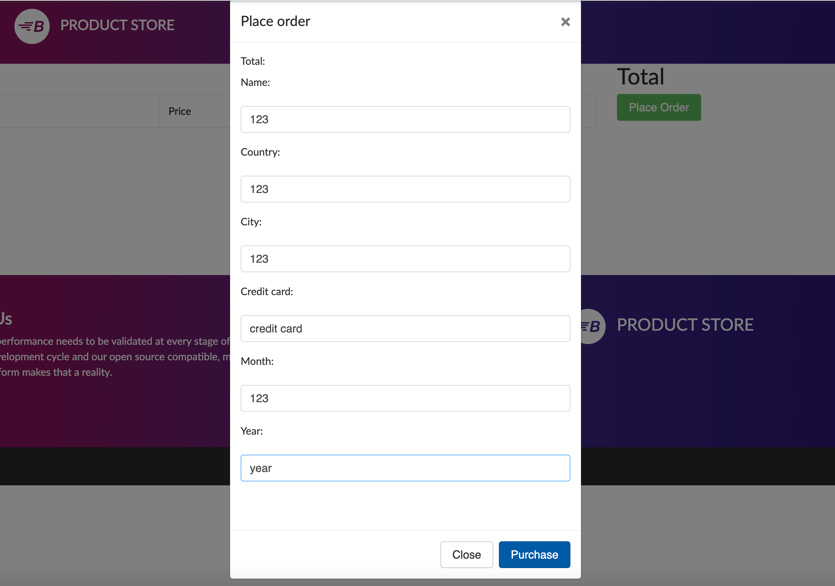 PRODUCT STORE
Place order
×
Total:
Name:
123
Country:
123
City:
123
Credit card:
credit card
Month:
123
Year:
year
Close
Purchase
Price
Total
Place Order
Us
performance needs to be validated at every stage of
velopment cycle and our open source compatible, m
form makes that a reality.
B PRODUCT STORE